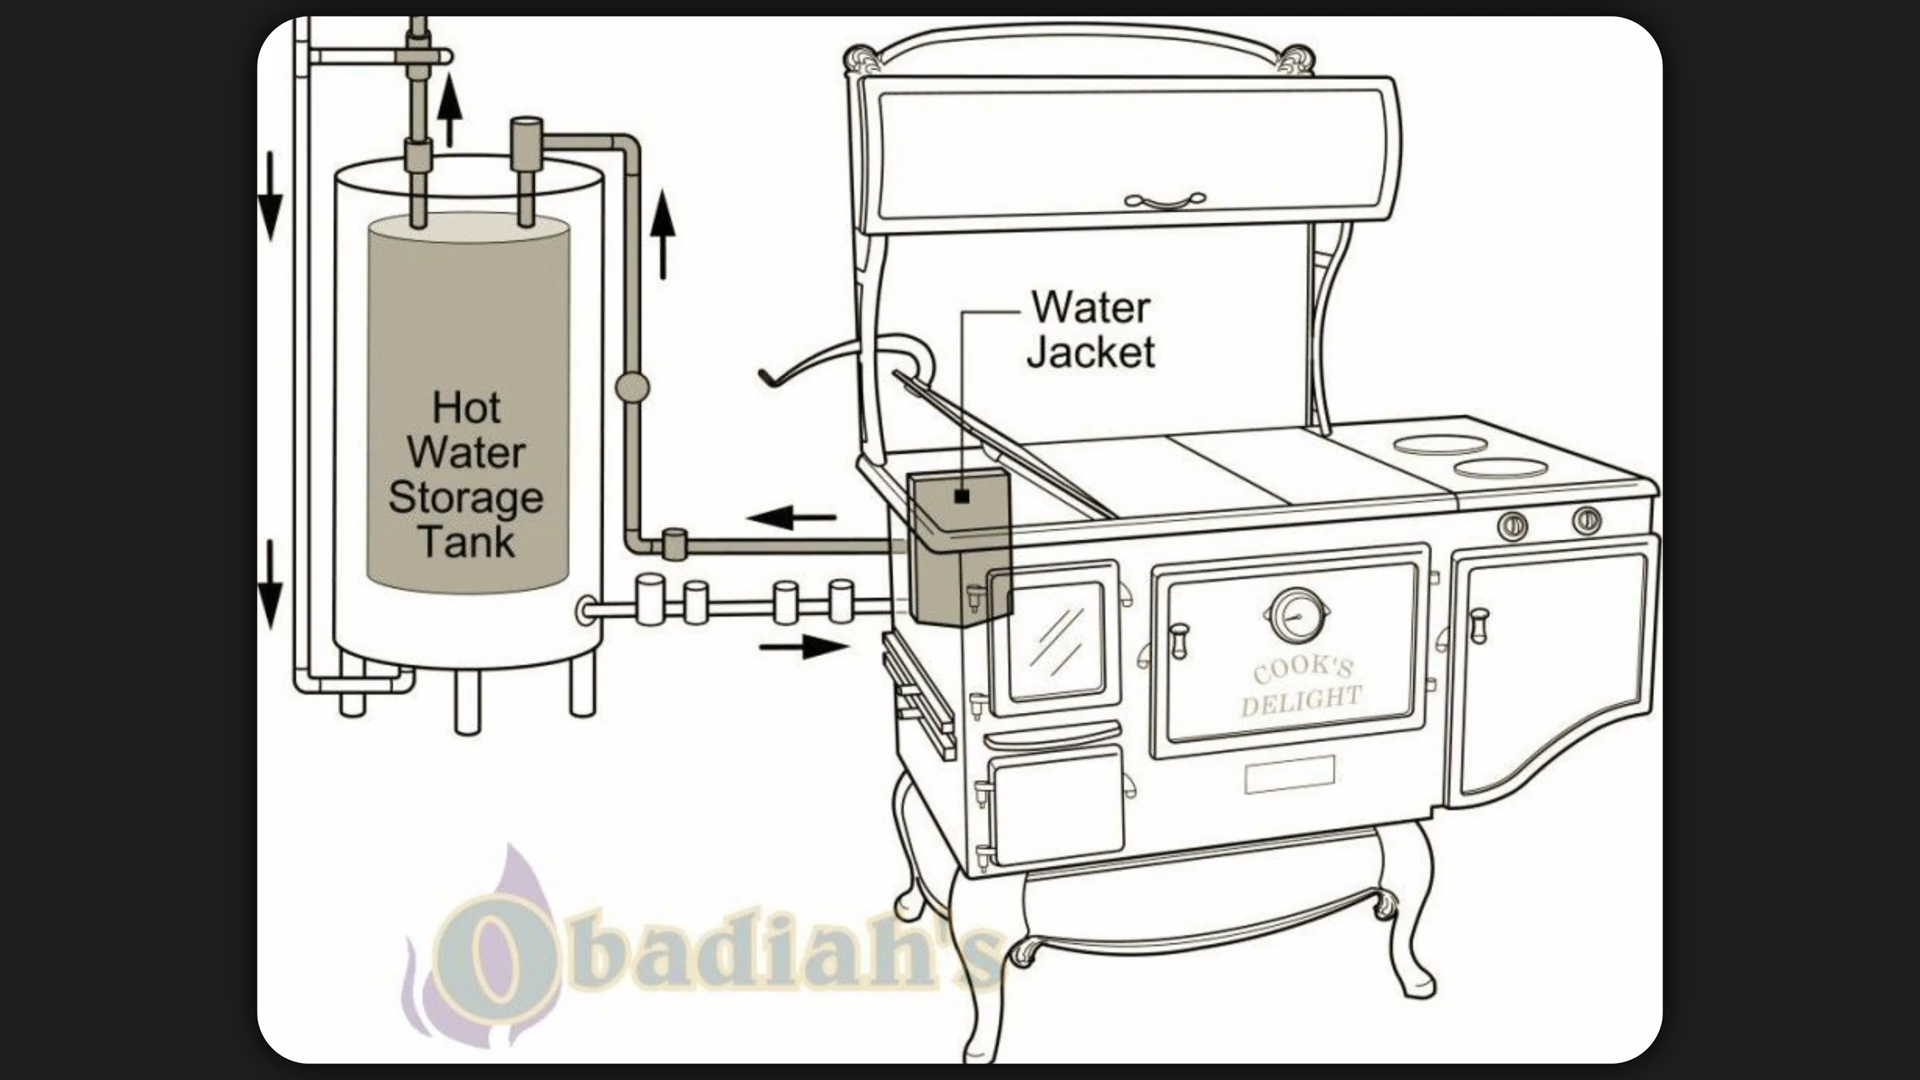 Water
Jacket
Hot
Water
Storage
Tank
COOK'S
DELIGHT
Obadiah's